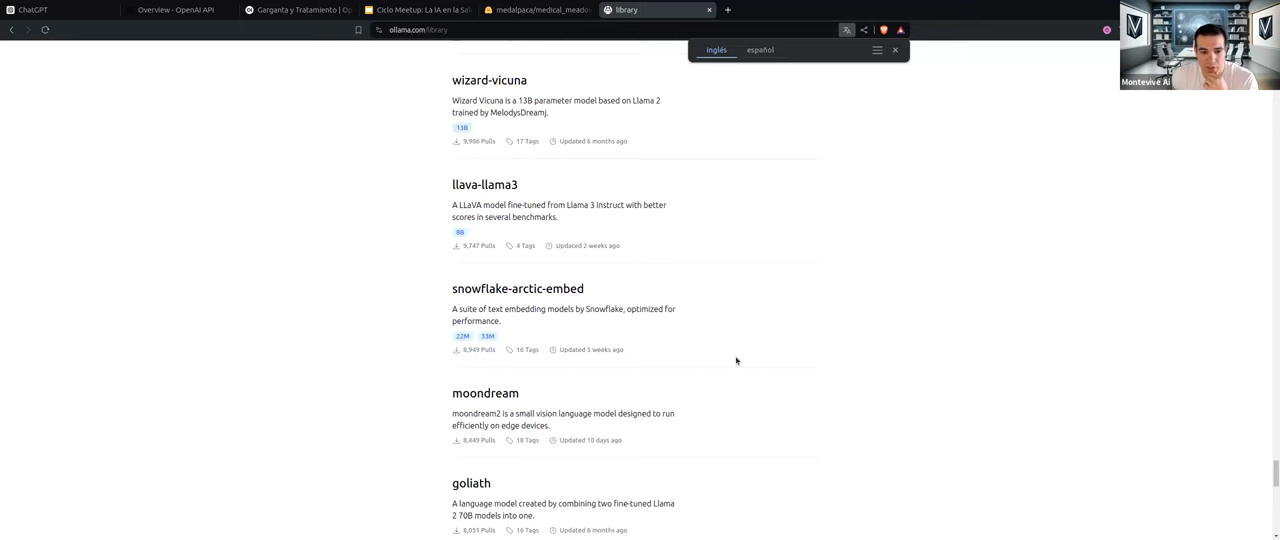 ChatGPT
Overview - OpenAI API
Garganta y Tratamiento | Op
Ciclo Meetup: La IA en la Sal
medalpaca/medical_meadow
library
ollama.com/library
inglés español
wizard-vicuna
Wizard Vicuna is a 13B parameter model based on Llama 2
trained by MelodysDreamj.
13B
9,986 Pulls 17 Tags Updated 6 months ago
llava-llama3
A LLaVA model fine-tuned from Llama 3 Instruct with better
scores in several benchmarks.
8B
9,747 Pulls 4 Tags Updated 2 weeks ago
snowflake-arctic-embed
A suite of text embedding models by Snowflake, optimized for
performance.
22M 33M
8,949 Pulls 16 Tags Updated 5 weeks ago
moondream
moondream2 is a small vision language model designed to run
efficiently on edge devices.
8,449 Pulls 18 Tags Updated 10 days ago
goliath
A language model created by combining two fine-tuned Llama
2 70B models into one.
8,051 Pulls 16 Tags Updated 6 months ago
Montevive Ai